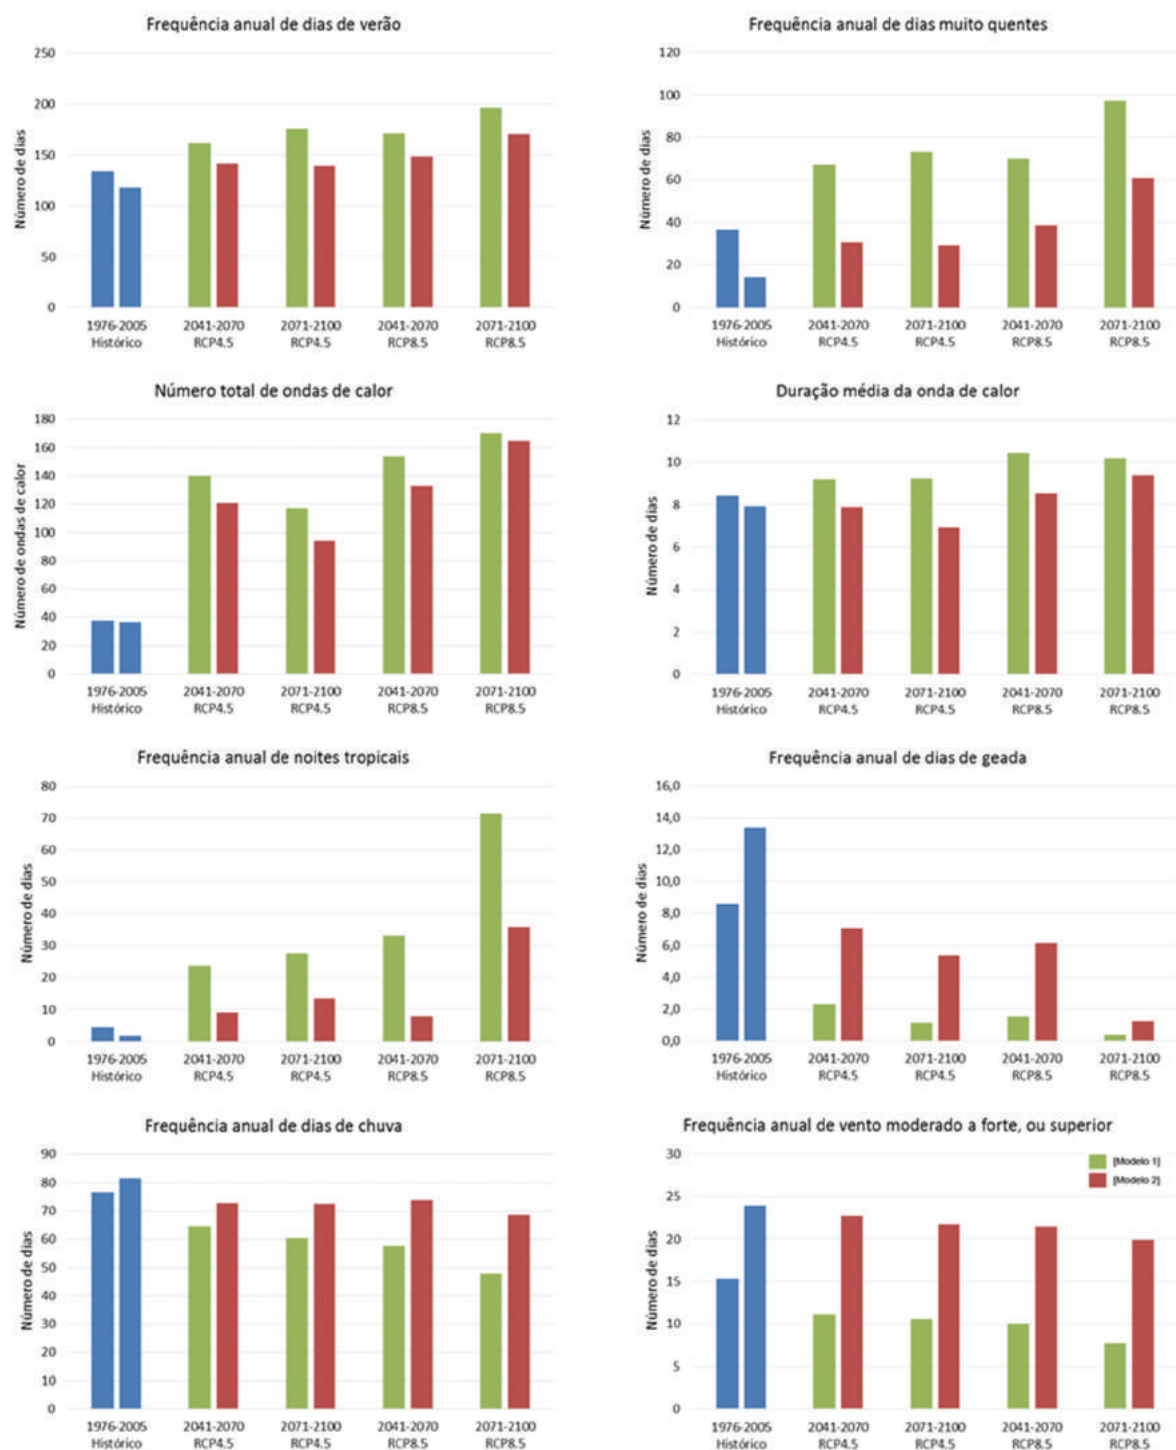 Frequência anual de dias de verão
Número de dias
250
200
150
100
50
0
1976-2005 2041-2070 2071-2100 2041-2070 2071-2100
Histórico RCP4.5 RCP4.5 RCP8.5 RCP8.5
Frequência anual de dias muito quentes
Número de dias
120
100
80
60
40
20
0
1976-2005 2041-2070 2071-2100 2041-2070 2071-2100
Histórico RCP4.5 RCP4.5 RCP8.5 RCP8.5
Número total de ondas de calor
Número de ondas de calor
180
160
140
120
100
80
60
40
20
0
1976-2005 2041-2070 2071-2100 2041-2070 2071-2100
Histórico RCP4.5 RCP4.5 RCP8.5 RCP8.5
Duração média da onda de calor
Número de dias
12
10
8
6
4
2
0
1976-2005 2041-2070 2071-2100 2041-2070 2071-2100
Histórico RCP4.5 RCP4.5 RCP8.5 RCP8.5
Frequência anual de noites tropicais
Número de dias
80
70
60
50
40
30
20
10
0
1976-2005 2041-2070 2071-2100 2041-2070 2071-2100
Histórico RCP4.5 RCP4.5 RCP8.5 RCP8.5
Frequência anual de dias de geada
Número de dias
16,0
14,0
12,0
10,0
8,0
6,0
4,0
2,0
0,0
1976-2005 2041-2070 2071-2100 2041-2070 2071-2100
Histórico RCP4.5 RCP4.5 RCP8.5 RCP8.5
Frequência anual de dias de chuva
Número de dias
90
80
70
60
50
40
30
20
10
0
1976-2005 2041-2070 2071-2100 2041-2070 2071-2100
Histórico RCP4.5 RCP4.5 RCP8.5 RCP8.5
Frequência anual de vento moderado a forte, ou superior
[Modelo 1]
[Modelo 2]
Número de dias
30
25
20
15
10
5
0
1976-2005 2041-2070 2071-2100 2041-2070 2071-2100
Histórico RCP4.5 RCP4.5 RCP8.5 RCP8.5